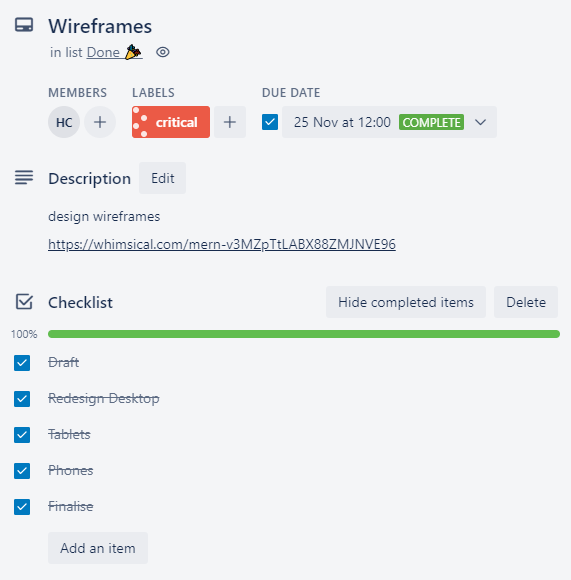 Wireframes
in list Done 🎉
MEMBERS LABELS DUE DATE
HC + critical + 25 Nov at 12:00 COMPLETE
Description Edit
design wireframes
https://whimsical.com/mern-v3MZpTtLABX88ZMJNVE96
Checklist Hide completed items Delete
100%
Draft
Redesign Desktop
Tablets
Phones
Finalise
Add an item